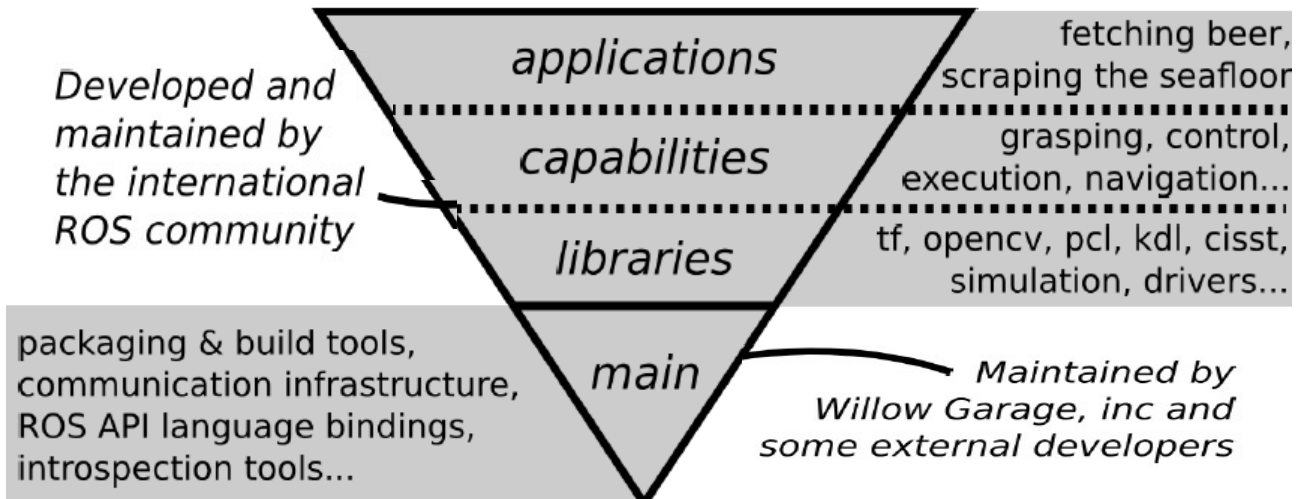 applications
fetching beer,
scraping the seafloor
Developed and
maintained by
the international
ROS community
capabilities
grasping, control,
execution, navigation...
libraries
tf, opencv, pcl, kdl, cisst,
simulation, drivers...
packaging & build tools,
communication infrastructure,
ROS API language bindings,
introspection tools...
main
Maintained by
Willow Garage, inc and
some external developers